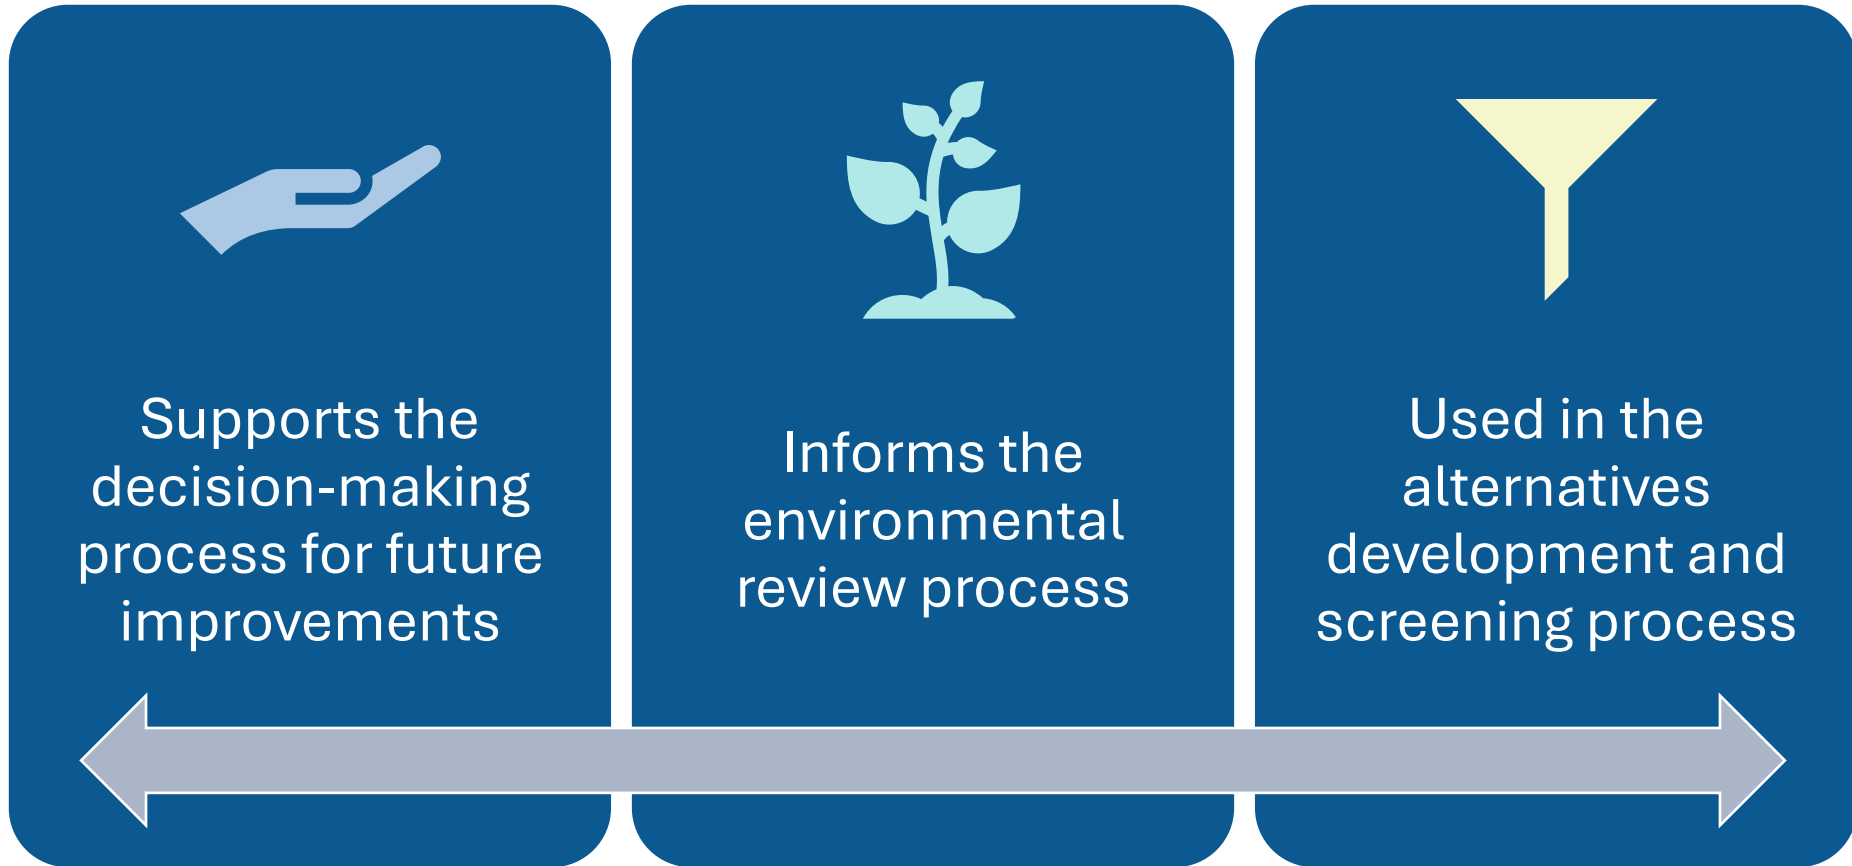 Supports the
decision-making
process for future
improvements
Informs the
environmental
review process
Used in the
alternatives
development and
screening process